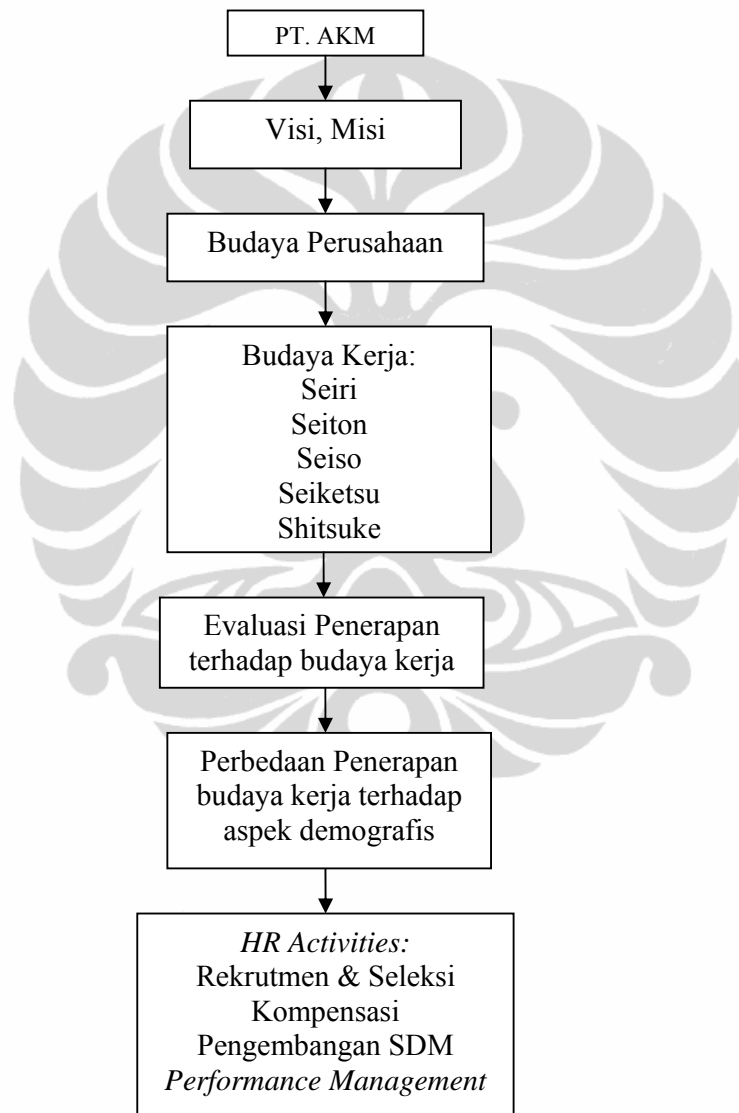 PT. AKM
Visi, Misi
Budaya Perusahaan
Budaya Kerja:
Seiri
Seiton
Seiso
Seiketsu
Shitsuke
Evaluasi Penerapan
terhadap budaya kerja
Perbedaan Penerapan
budaya kerja terhadap
aspek demografis
HR Activities:
Rekrutmen & Seleksi
Kompensasi
Pengembangan SDM
Performance Management